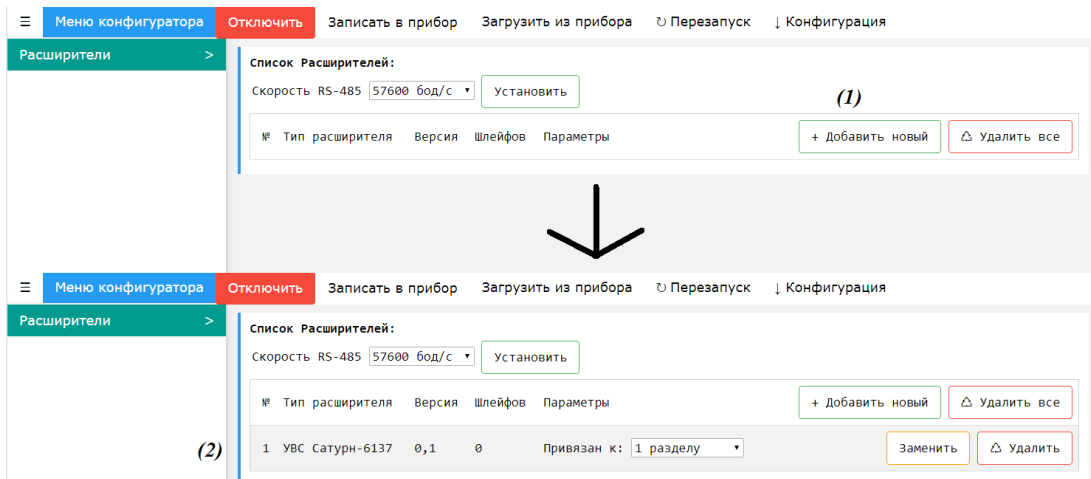 ☰ Меню конфигуратора Отключить Записать в прибор Загрузить из прибора ↻ Перезапуск ↓ Конфигурация
Расширители >
Список Расширителей:
Скорость RS-485 57600 бод/с ▾ Установить
(1)
№ Тип расширителя Версия Шлейфов Параметры + Добавить новый ♺ Удалить все
☰ Меню конфигуратора Отключить Записать в прибор Загрузить из прибора ↻ Перезапуск ↓ Конфигурация
Расширители >
Список Расширителей:
Скорость RS-485 57600 бод/с ▾ Установить
№ Тип расширителя Версия Шлейфов Параметры + Добавить новый ♺ Удалить все
(2) 1 УВС Сатурн-6137 0,1 0 Привязан к: 1 разделу ▾ Заменить ♺ Удалить